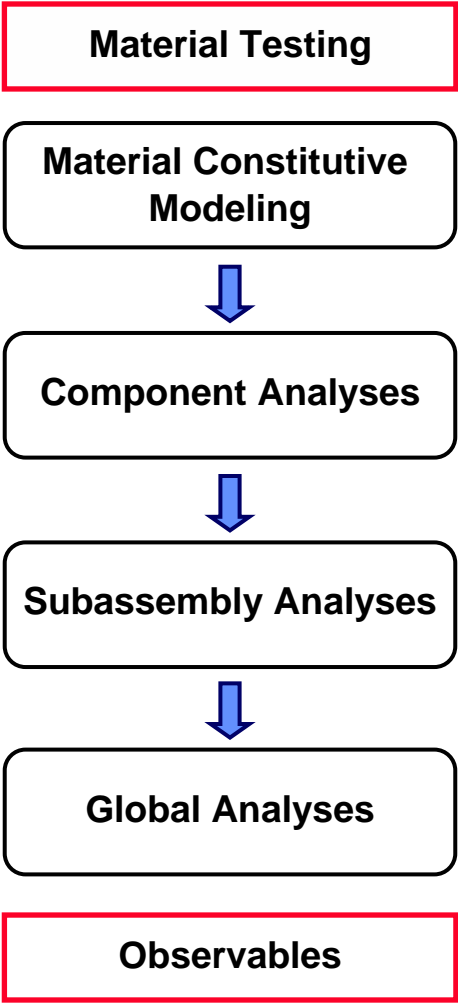 Material Testing
Material Constitutive
Modeling
Component Analyses
Subassembly Analyses
Global Analyses
Observables